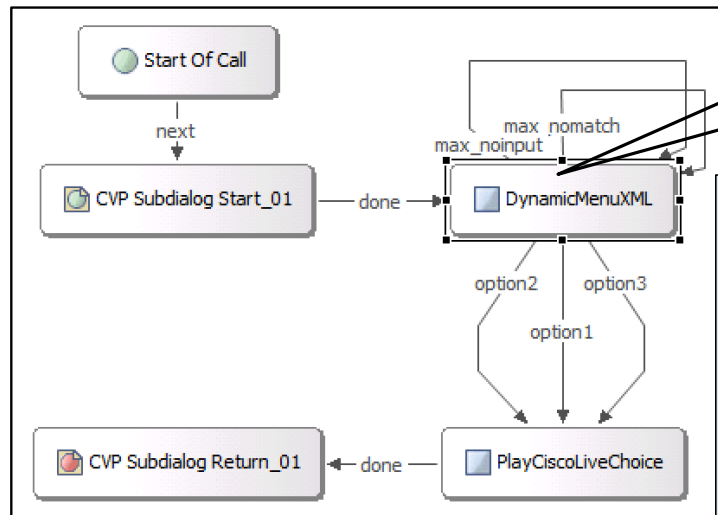 Start Of Call
next
max_nomatch
max_noinput
CVP Subdialog Start_01
done
DynamicMenuXML
option2
option3
option1
CVP Subdialog Return_01
done
PlayCiscoLiveChoice